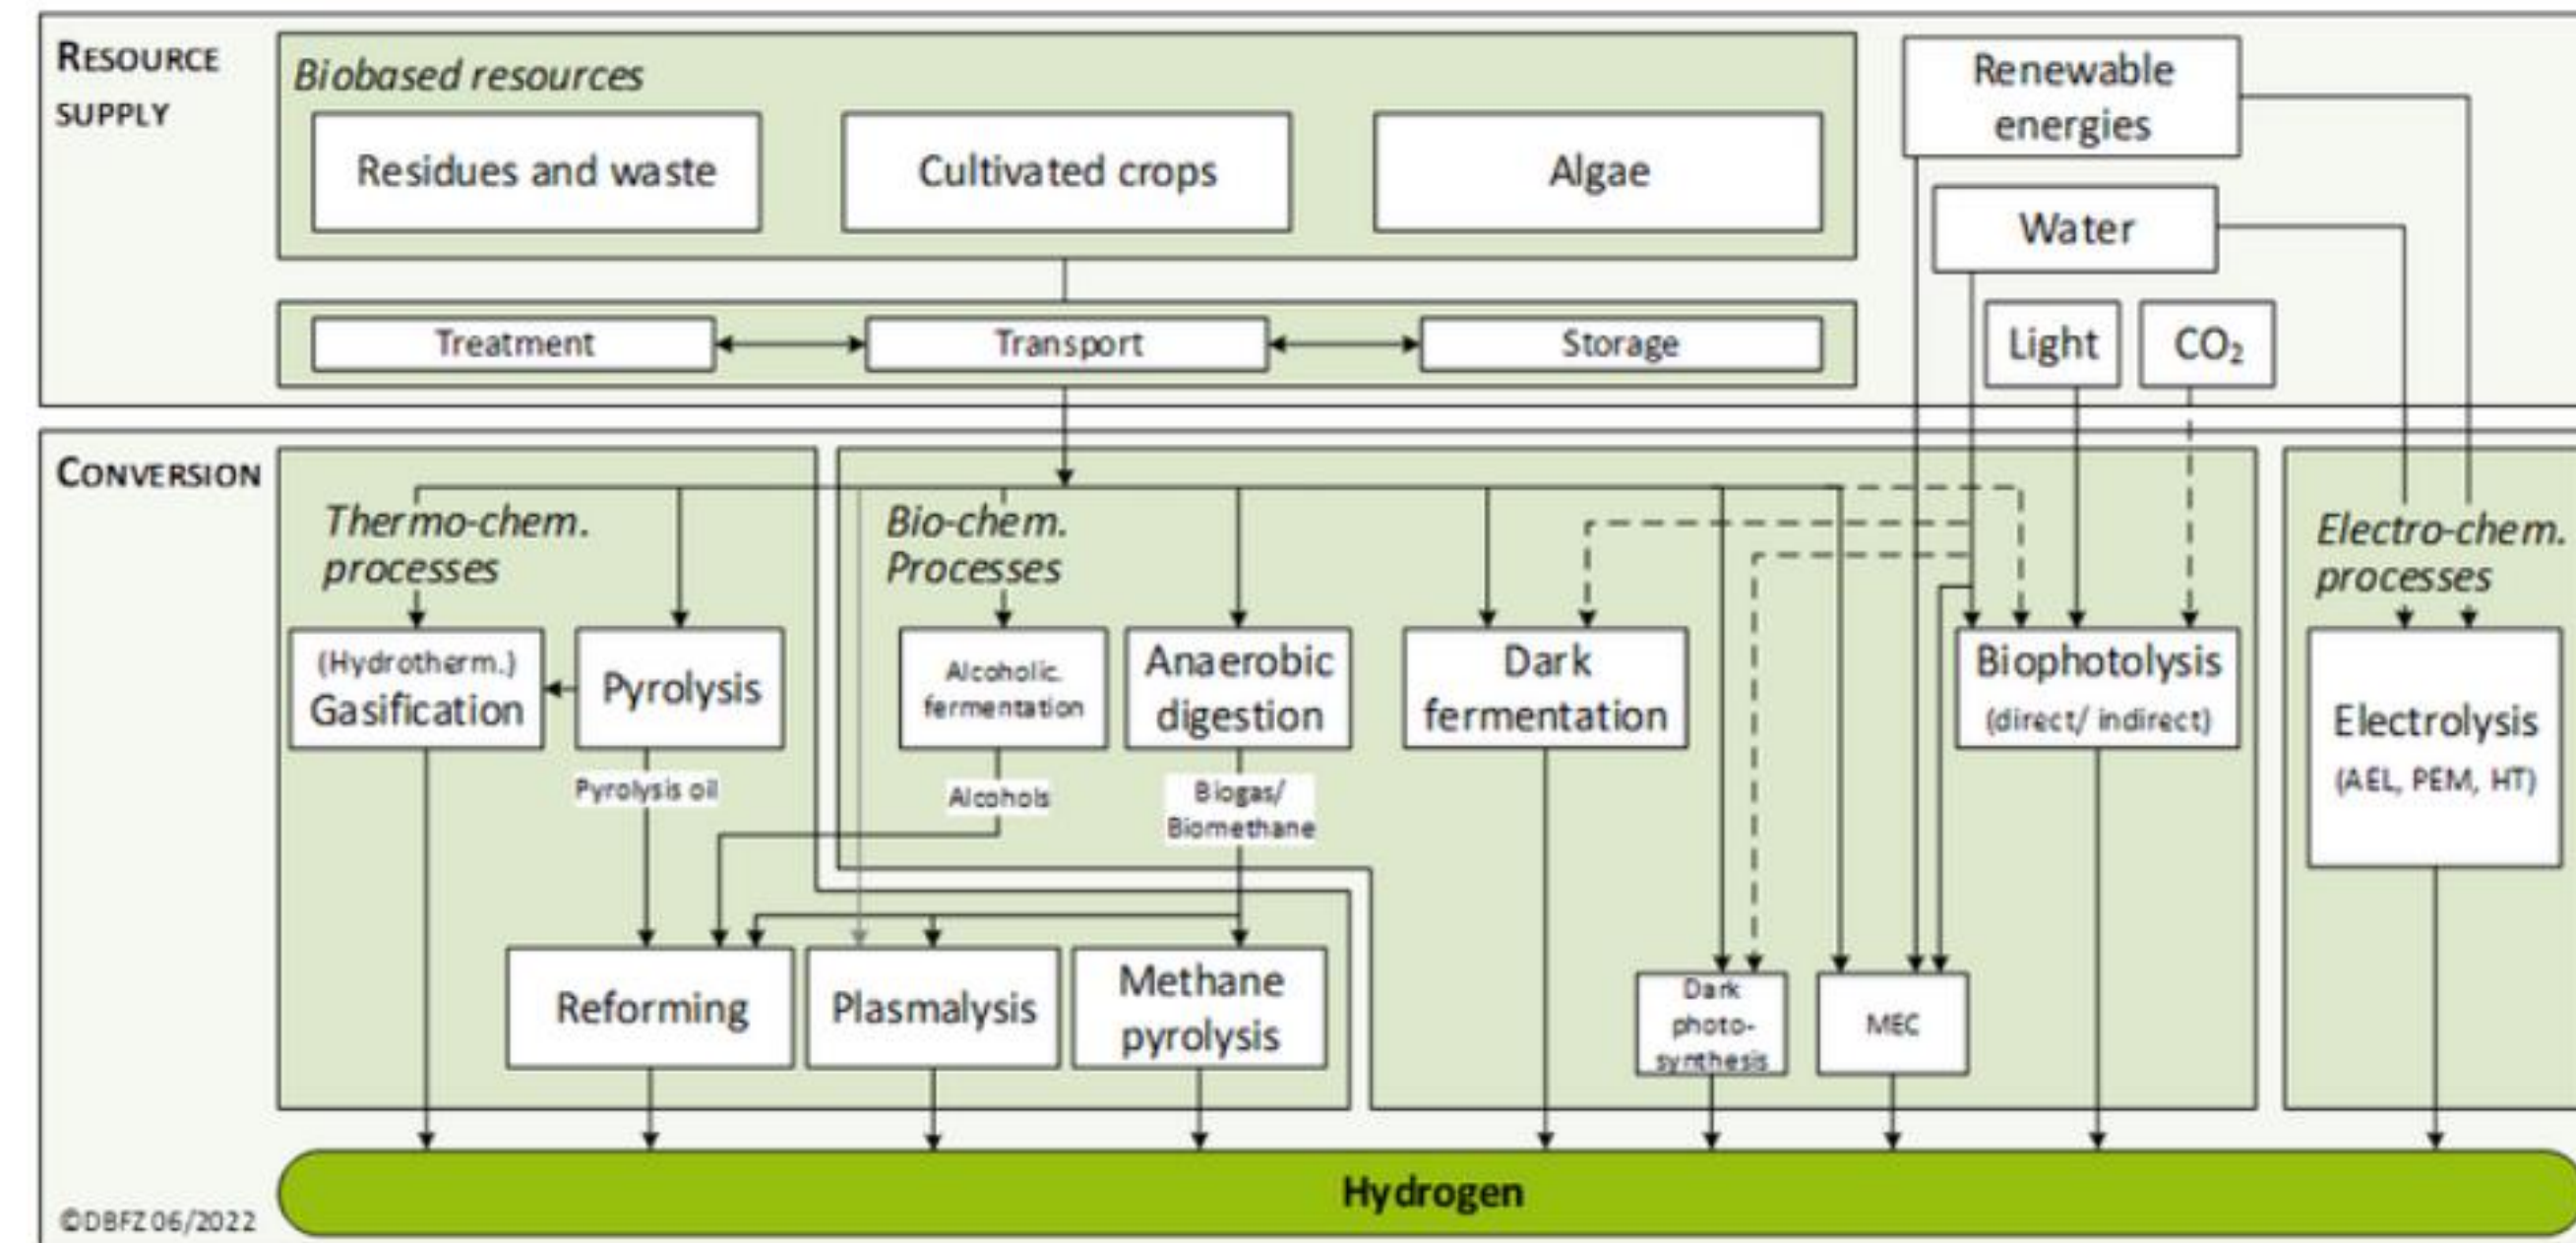 RESOURCE
SUPPLY
Biobased resources
Residues and waste
Cultivated crops
Algae
Renewable
energies
Water
Treatment
Transport
Storage
Light
CO₂
CONVERSION
Thermo-chem.
processes
Bio-chem.
Processes
Electro-chem.
processes
(Hydrotherm.)
Gasification
Pyrolysis
Alcoholic.
fermentation
Anaerobic
digestion
Dark
fermentation
Biophotolysis
(direct/ indirect)
Electrolysis
(AEL, PEM, HT)
Pyrolysis oil
Alcohols
Biogas/
Biomethane
Reforming
Plasmalysis
Methane
pyrolysis
Dark
photo-
synthesis
MEC
Hydrogen
©DBFZ 06/2022